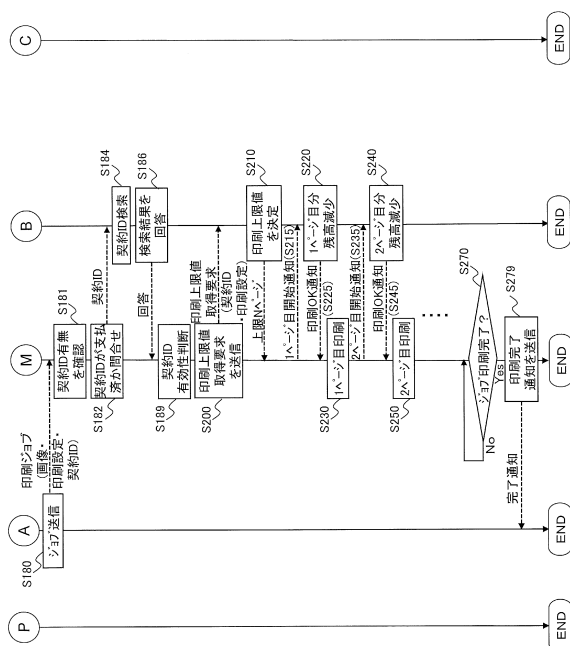 P
A
M
B
C
S180
ジョブ送信
印刷ジョブ
(画像・
印刷設定・
契約ID)
契約ID有無
を確認
S181
契約IDが支払
済か問合せ
S182
契約ID
契約ID検索
S184
検索結果を
回答
S186
回答
契約ID
有効性判断
S189
印刷上限値
取得要求
を送信
S200
印刷上限値
取得要求
(契約ID
・印刷設定)
印刷上限値
を決定
S210
上限Nページ
1ページ目開始通知(S215)
1ページ目分
残高減少
S220
印刷OK通知
(S225)
1ページ目印刷
S230
2ページ目開始通知(S235)
2ページ目分
残高減少
S240
印刷OK通知
(S245)
2ページ目印刷
S250
ジョブ印刷完了?
S270
No
Yes
印刷完了
通知を送信
S279
完了通知
END
END
END
END
END